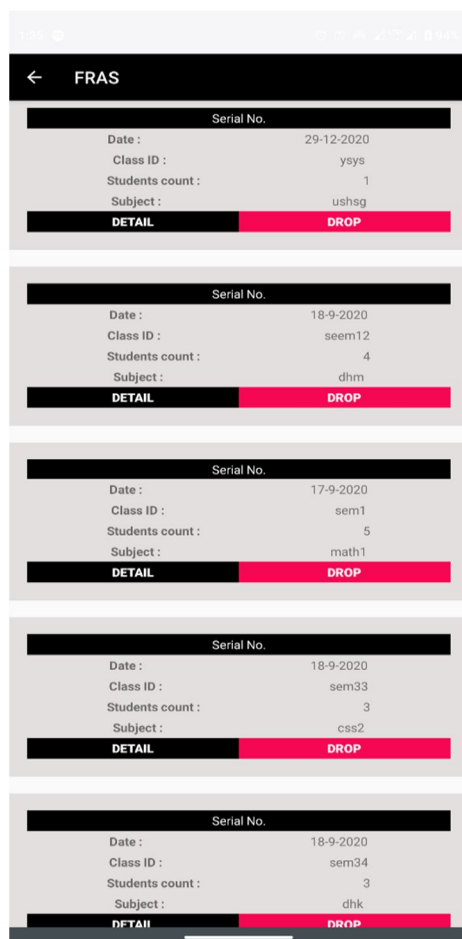 FRAS
Serial No.
Date : 29-12-2020
Class ID : ysys
Students count : 1
Subject : ushsg
DETAIL DROP
Serial No.
Date : 18-9-2020
Class ID : seem12
Students count : 4
Subject : dhm
DETAIL DROP
Serial No.
Date : 17-9-2020
Class ID : sem1
Students count : 5
Subject : math1
DETAIL DROP
Serial No.
Date : 18-9-2020
Class ID : sem33
Students count : 3
Subject : css2
DETAIL DROP
Serial No.
Date : 18-9-2020
Class ID : sem34
Students count : 3
Subject : dhk
DETAIL DROP